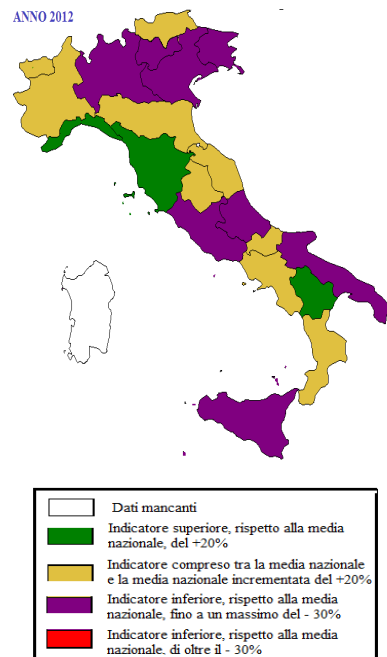 ANNO 2012
Dati mancanti
Indicatore superiore, rispetto alla media
nazionale, del +20%
Indicatore compreso tra la media nazionale
e la media nazionale incrementata del +20%
Indicatore inferiore, rispetto alla media
nazionale, fino a un massimo del - 30%
Indicatore inferiore, rispetto alla media
nazionale, di oltre il - 30%